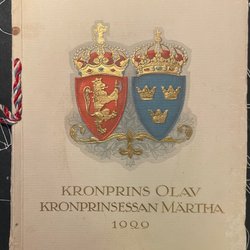 KRONPRINS OLAV
KRONPRINSESSAN MÄRTHA
1929